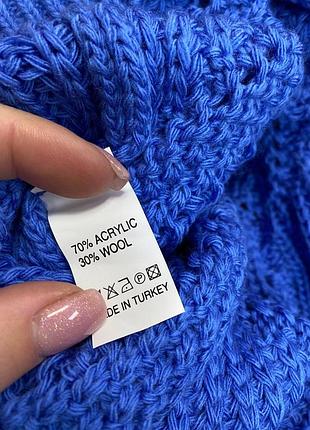 70% ACRYLIC
30% WOOL
DE IN TURKEY